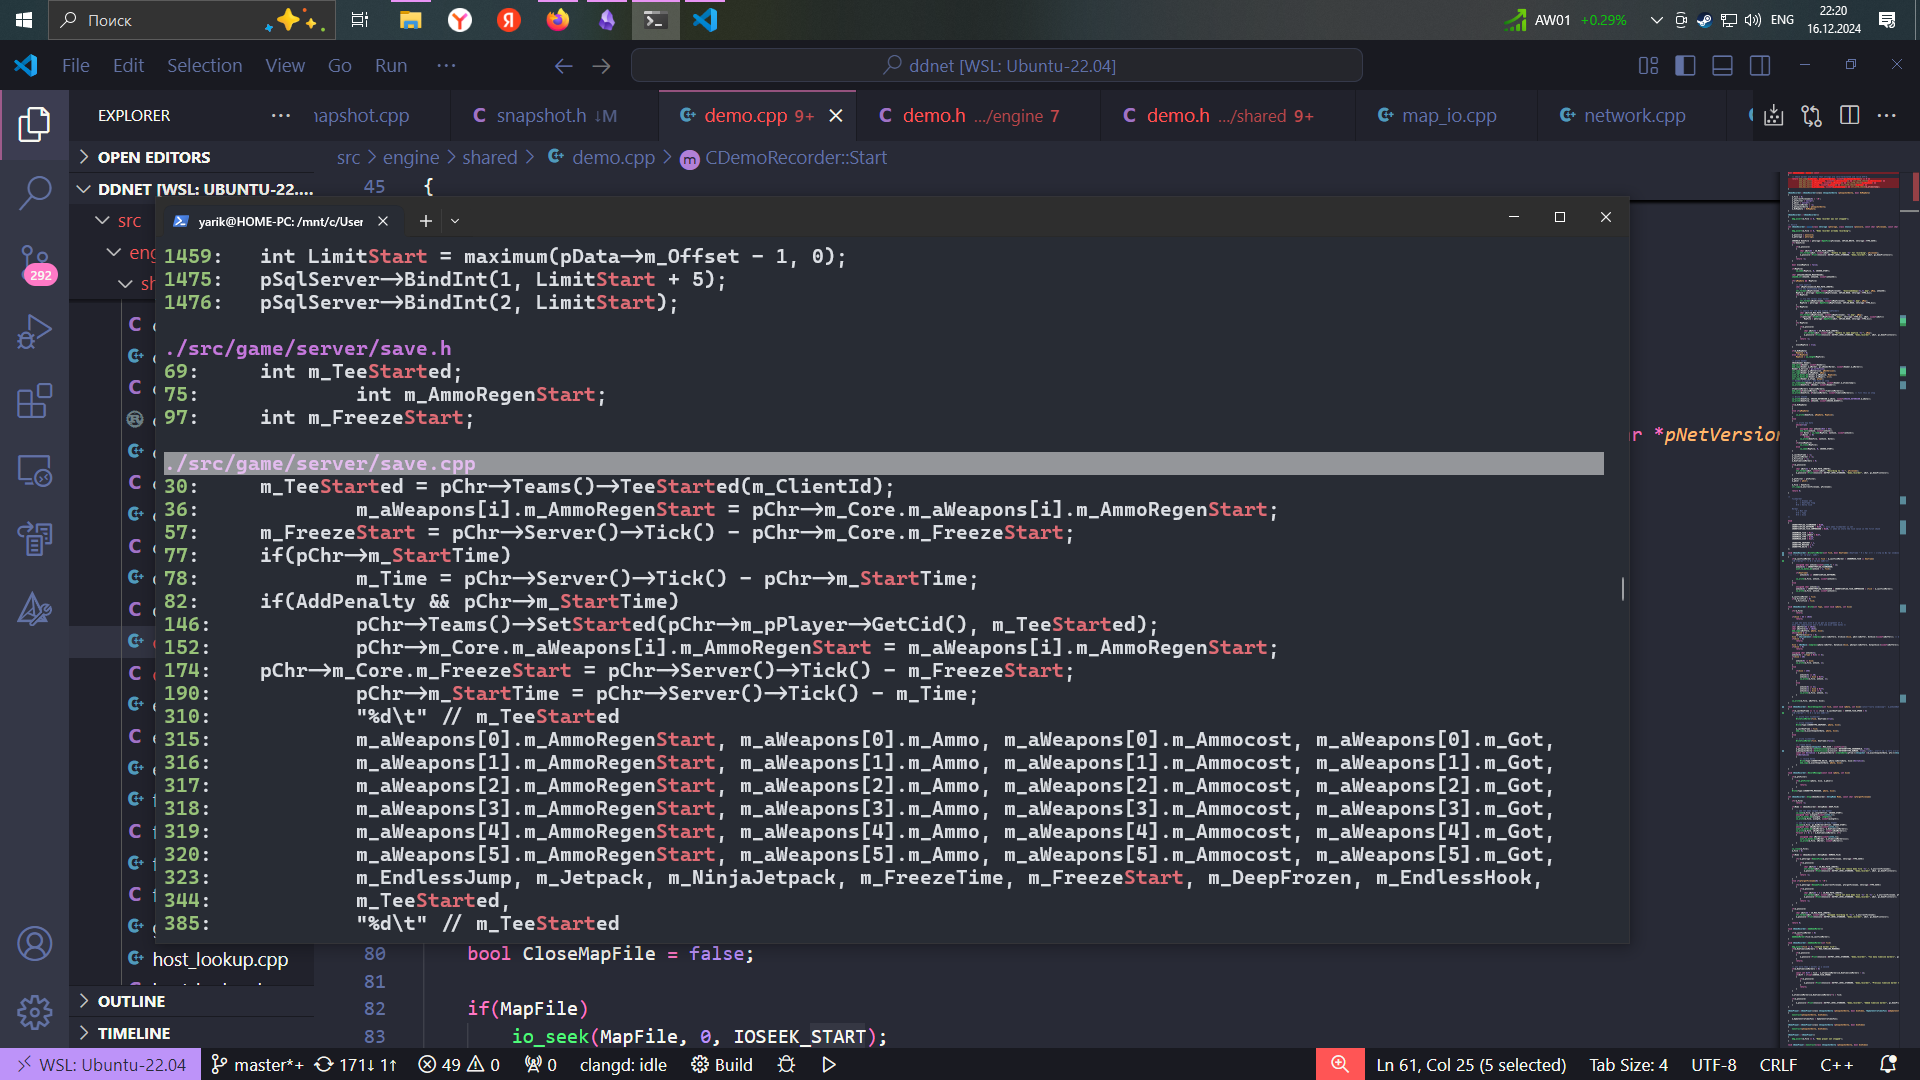 Поиск
AW01 +0.29%
ENG
22:20
16.12.2024
File Edit Selection View Go Run ···
ddnet [WSL: Ubuntu-22.04]
EXPLORER
apshot.cpp
snapshot.h ↓M
demo.cpp 9+
demo.h .../engine 7
demo.h .../shared 9+
map_io.cpp
network.cpp
OPEN EDITORS
src > engine > shared > demo.cpp > CDemoRecorder::Start
DDNET [WSL: UBUNTU-22....
45 {
src
yarik@HOME-PC: /mnt/c/User
1459: int LimitStart = maximum(pData->m_Offset - 1, 0);
1475: pSqlServer->BindInt(1, LimitStart + 5);
1476: pSqlServer->BindInt(2, LimitStart);
292
./src/game/server/save.h
69: int m_TeeStarted;
75: int m_AmmoRegenStart;
97: int m_FreezeStart;
r *pNetVersion
./src/game/server/save.cpp
30: m_TeeStarted = pChr->Teams()->TeeStarted(m_ClientId);
36: m_aWeapons[i].m_AmmoRegenStart = pChr->m_Core.m_aWeapons[i].m_AmmoRegenStart;
57: m_FreezeStart = pChr->Server()->Tick() - pChr->m_Core.m_FreezeStart;
77: if(pChr->m_StartTime)
78: m_Time = pChr->Server()->Tick() - pChr->m_StartTime;
82: if(AddPenalty && pChr->m_StartTime)
146: pChr->Teams()->SetStarted(pChr->m_pPlayer->GetCid(), m_TeeStarted);
152: pChr->m_Core.m_aWeapons[i].m_AmmoRegenStart = m_aWeapons[i].m_AmmoRegenStart;
174: pChr->m_Core.m_FreezeStart = pChr->Server()->Tick() - m_FreezeStart;
190: pChr->m_StartTime = pChr->Server()->Tick() - m_Time;
310: "%d\t" // m_TeeStarted
315: m_aWeapons[0].m_AmmoRegenStart, m_aWeapons[0].m_Ammo, m_aWeapons[0].m_Ammocost, m_aWeapons[0].m_Got,
316: m_aWeapons[1].m_AmmoRegenStart, m_aWeapons[1].m_Ammo, m_aWeapons[1].m_Ammocost, m_aWeapons[1].m_Got,
317: m_aWeapons[2].m_AmmoRegenStart, m_aWeapons[2].m_Ammo, m_aWeapons[2].m_Ammocost, m_aWeapons[2].m_Got,
318: m_aWeapons[3].m_AmmoRegenStart, m_aWeapons[3].m_Ammo, m_aWeapons[3].m_Ammocost, m_aWeapons[3].m_Got,
319: m_aWeapons[4].m_AmmoRegenStart, m_aWeapons[4].m_Ammo, m_aWeapons[4].m_Ammocost, m_aWeapons[4].m_Got,
320: m_aWeapons[5].m_AmmoRegenStart, m_aWeapons[5].m_Ammo, m_aWeapons[5].m_Ammocost, m_aWeapons[5].m_Got,
323: m_EndlessJump, m_Jetpack, m_NinjaJetpack, m_FreezeTime, m_FreezeStart, m_DeepFrozen, m_EndlessHook,
344: m_TeeStarted,
385: "%d\t" // m_TeeStarted
80 bool CloseMapFile = false;
host_lookup.cpp
81
OUTLINE
82 if(MapFile)
TIMELINE
83 io_seek(MapFile, 0, IOSEEK_START);
WSL: Ubuntu-22.04
master*+ 171↓ 1↑ 49 0 0 clangd: idle Build
Ln 61, Col 25 (5 selected) Tab Size: 4 UTF-8 CRLF C++